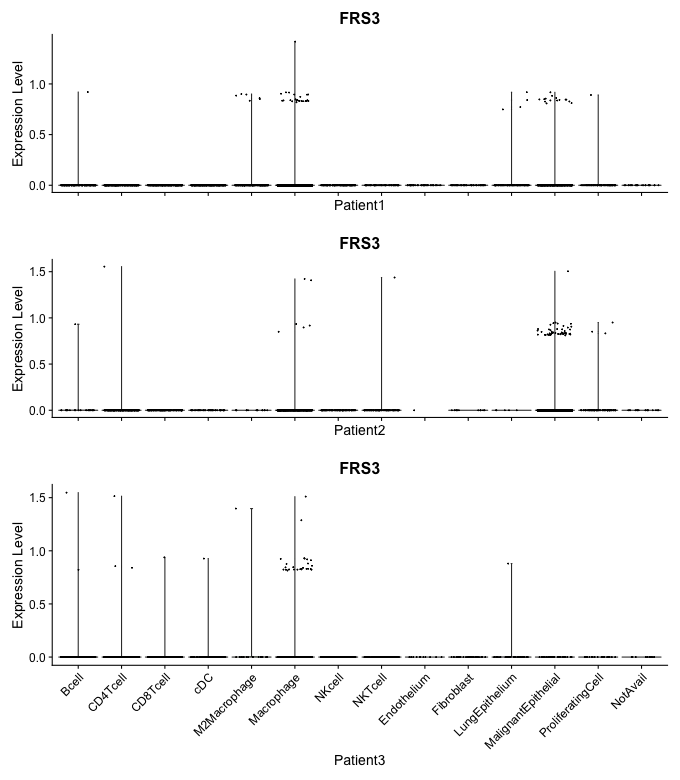 FRS3
Expression Level
1.0
0.5
0.0
Patient1
FRS3
Expression Level
1.5
1.0
0.5
0.0
Patient2
FRS3
Expression Level
1.5
1.0
0.5
0.0
Bcell
CD4Tcell
CD8Tcell
cDC
M2Macrophage
Macrophage
NKcell
NKTcell
Endothelium
Fibroblast
LungEpithelium
MalignantEpithelial
ProliferatingCell
NotAvail
Patient3